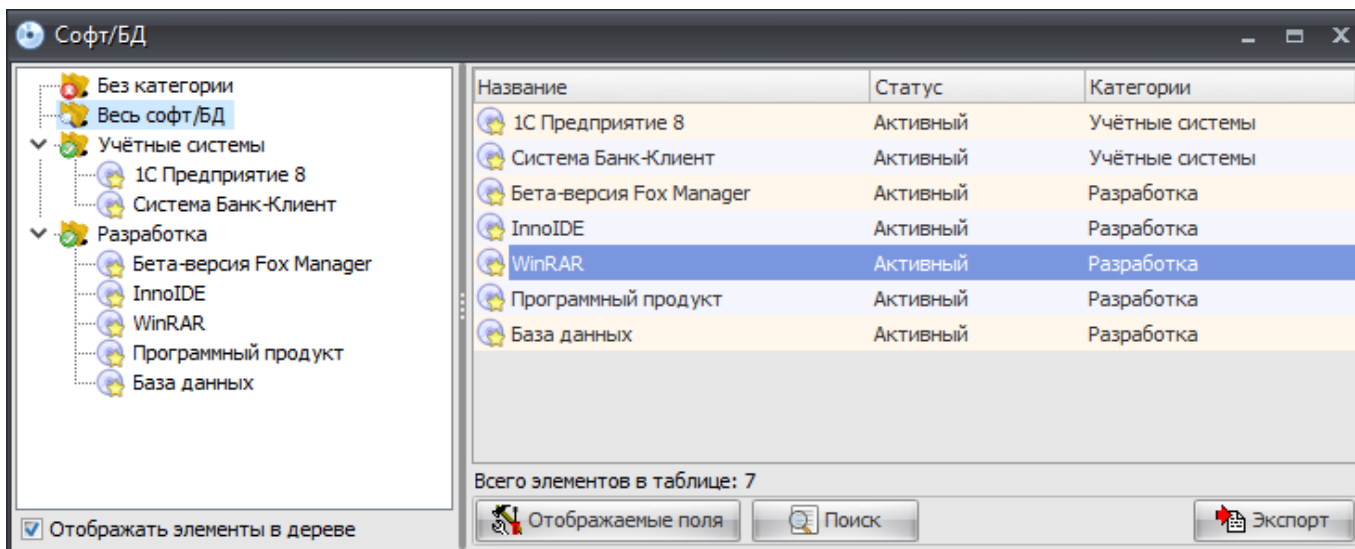 Софт/БД
Без категории
Весь софт/БД
Учётные системы
1С Предприятие 8
Система Банк-Клиент
Разработка
Бета-версия Fox Manager
InnoIDE
WinRAR
Программный продукт
База данных
Отображать элементы в дереве
Название Статус Категории
1С Предприятие 8 Активный Учётные системы
Система Банк-Клиент Активный Учётные системы
Бета-версия Fox Manager Активный Разработка
InnoIDE Активный Разработка
WinRAR Активный Разработка
Программный продукт Активный Разработка
База данных Активный Разработка
Всего элементов в таблице: 7
Отображаемые поля Поиск Экспорт